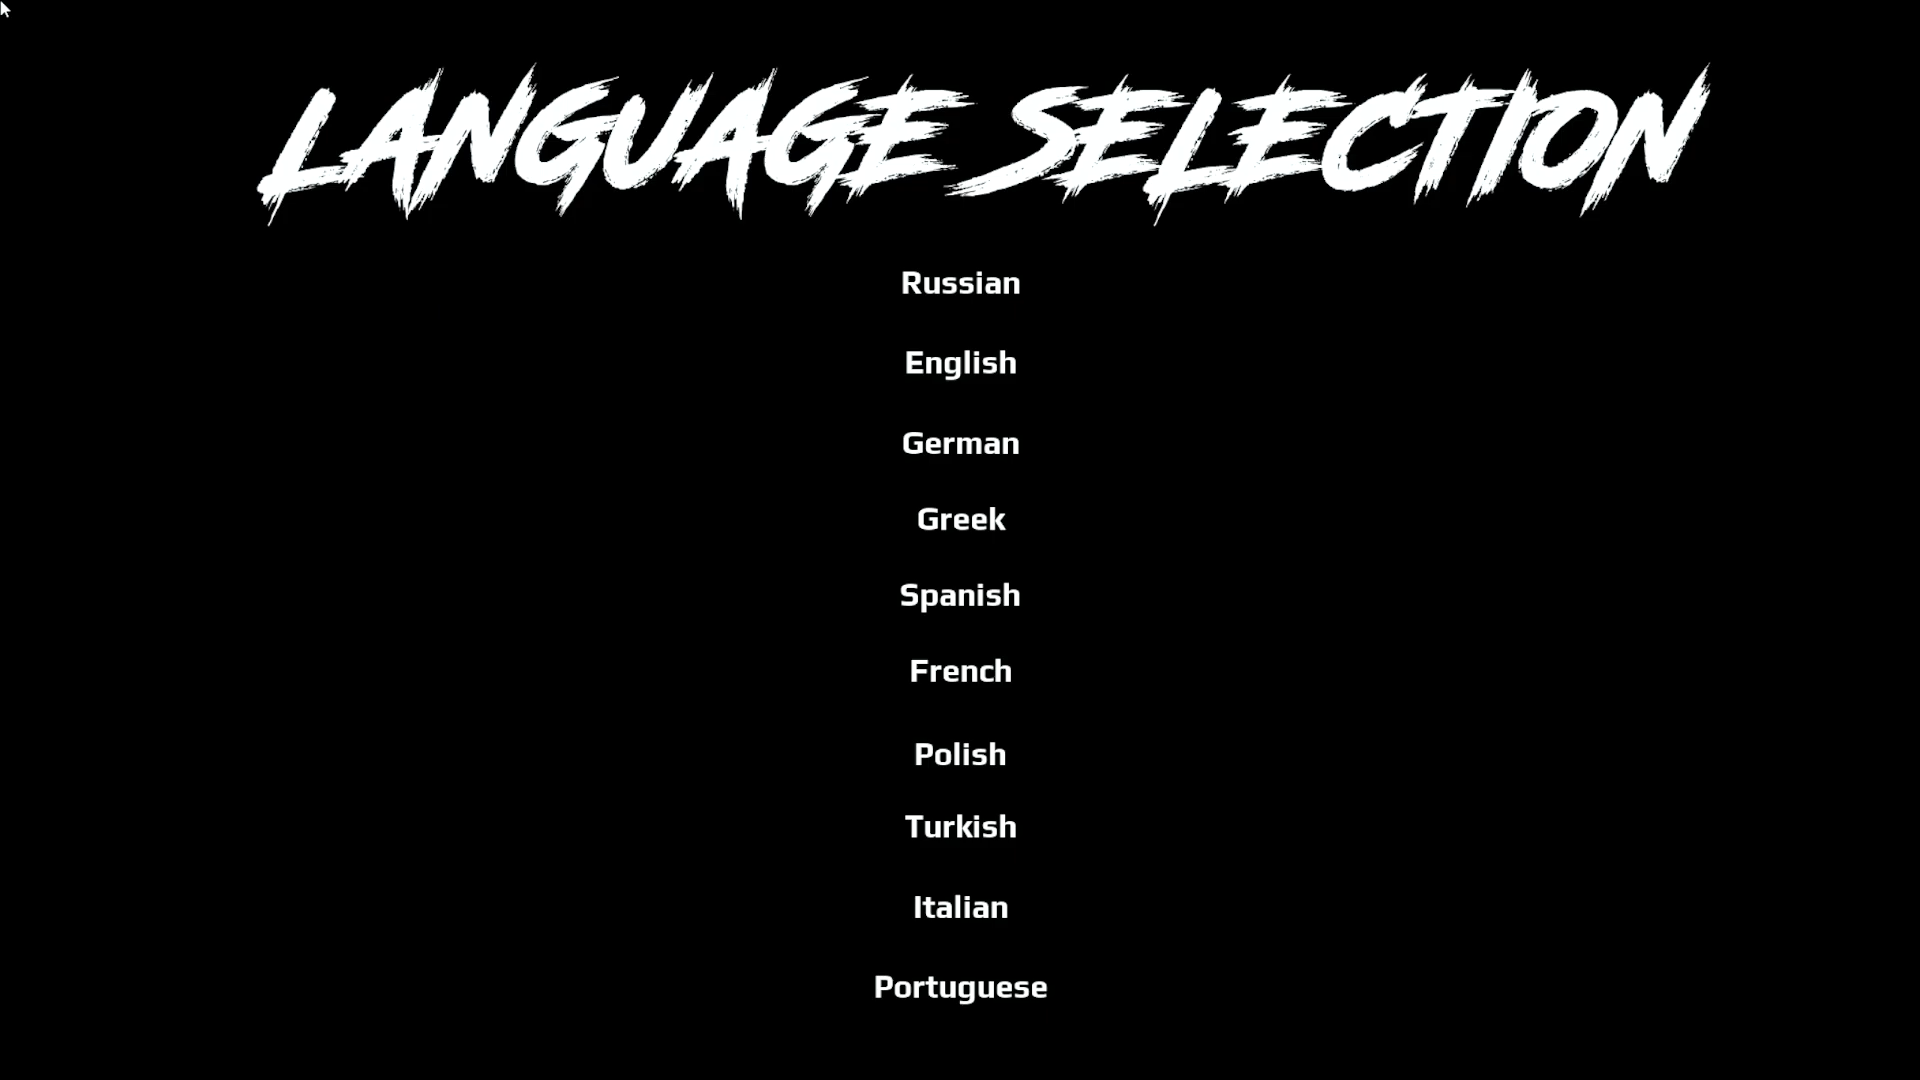 LANGUAGE SELECTION
Russian
English
German
Greek
Spanish
French
Polish
Turkish
Italian
Portuguese